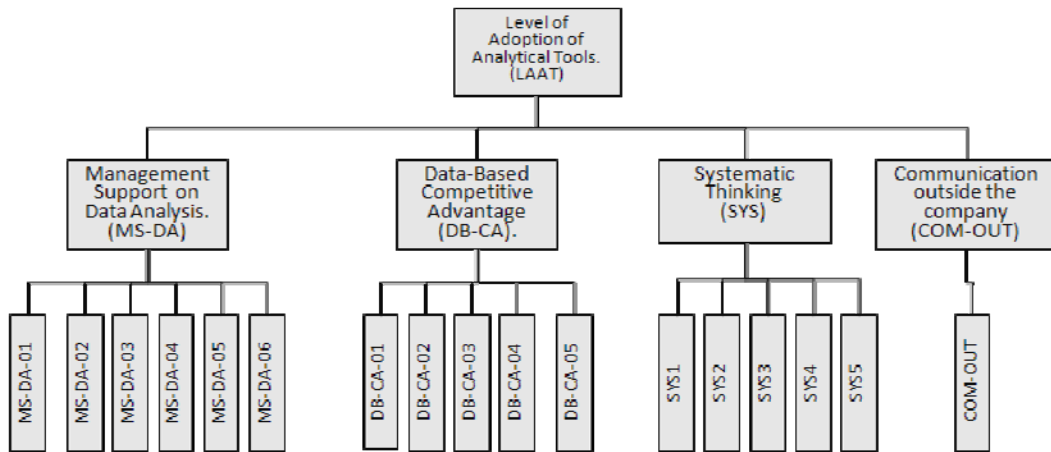 Level of
Adoption of
Analytical Tools.
(LAAT)
Management
Support on
Data Analysis.
(MS-DA)
Data-Based
Competitive
Advantage
(DB-CA).
Systematic
Thinking
(SYS)
Communication
outside the
company
(COM-OUT)
MS-DA-01
MS-DA-02
MS-DA-03
MS-DA-04
MS-DA-05
MS-DA-06
DB-CA-01
DB-CA-02
DB-CA-03
DB-CA-04
DB-CA-05
SYS1
SYS2
SYS3
SYS4
SYS5
COM-OUT